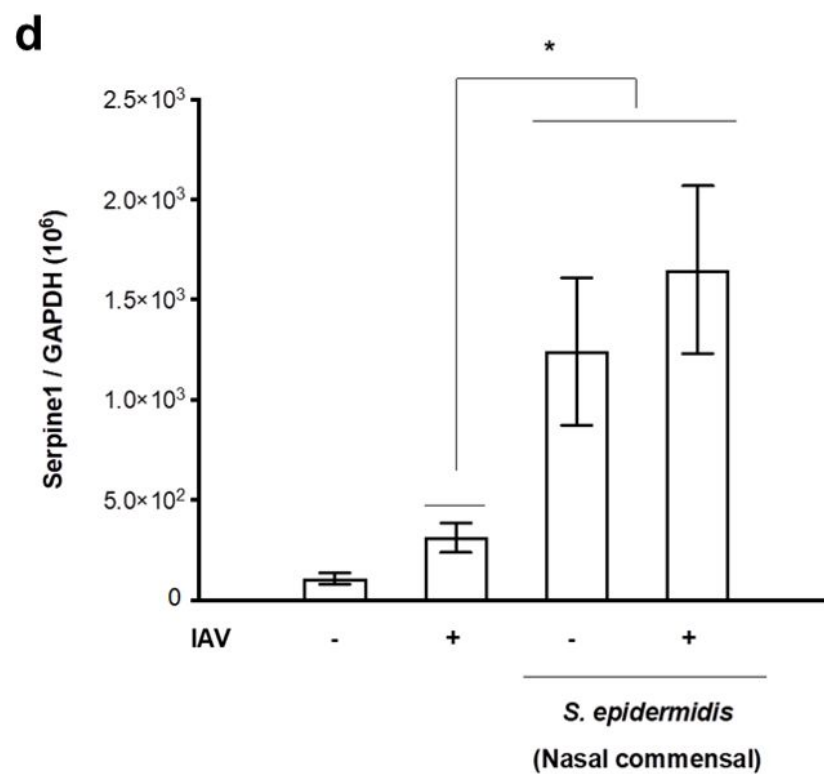 d
*
2.5×10³
2.0×10³
1.5×10³
1.0×10³
5.0×10²
0
Serpine1 / GAPDH (10⁶)
IAV - + - +
S. epidermidis
(Nasal commensal)